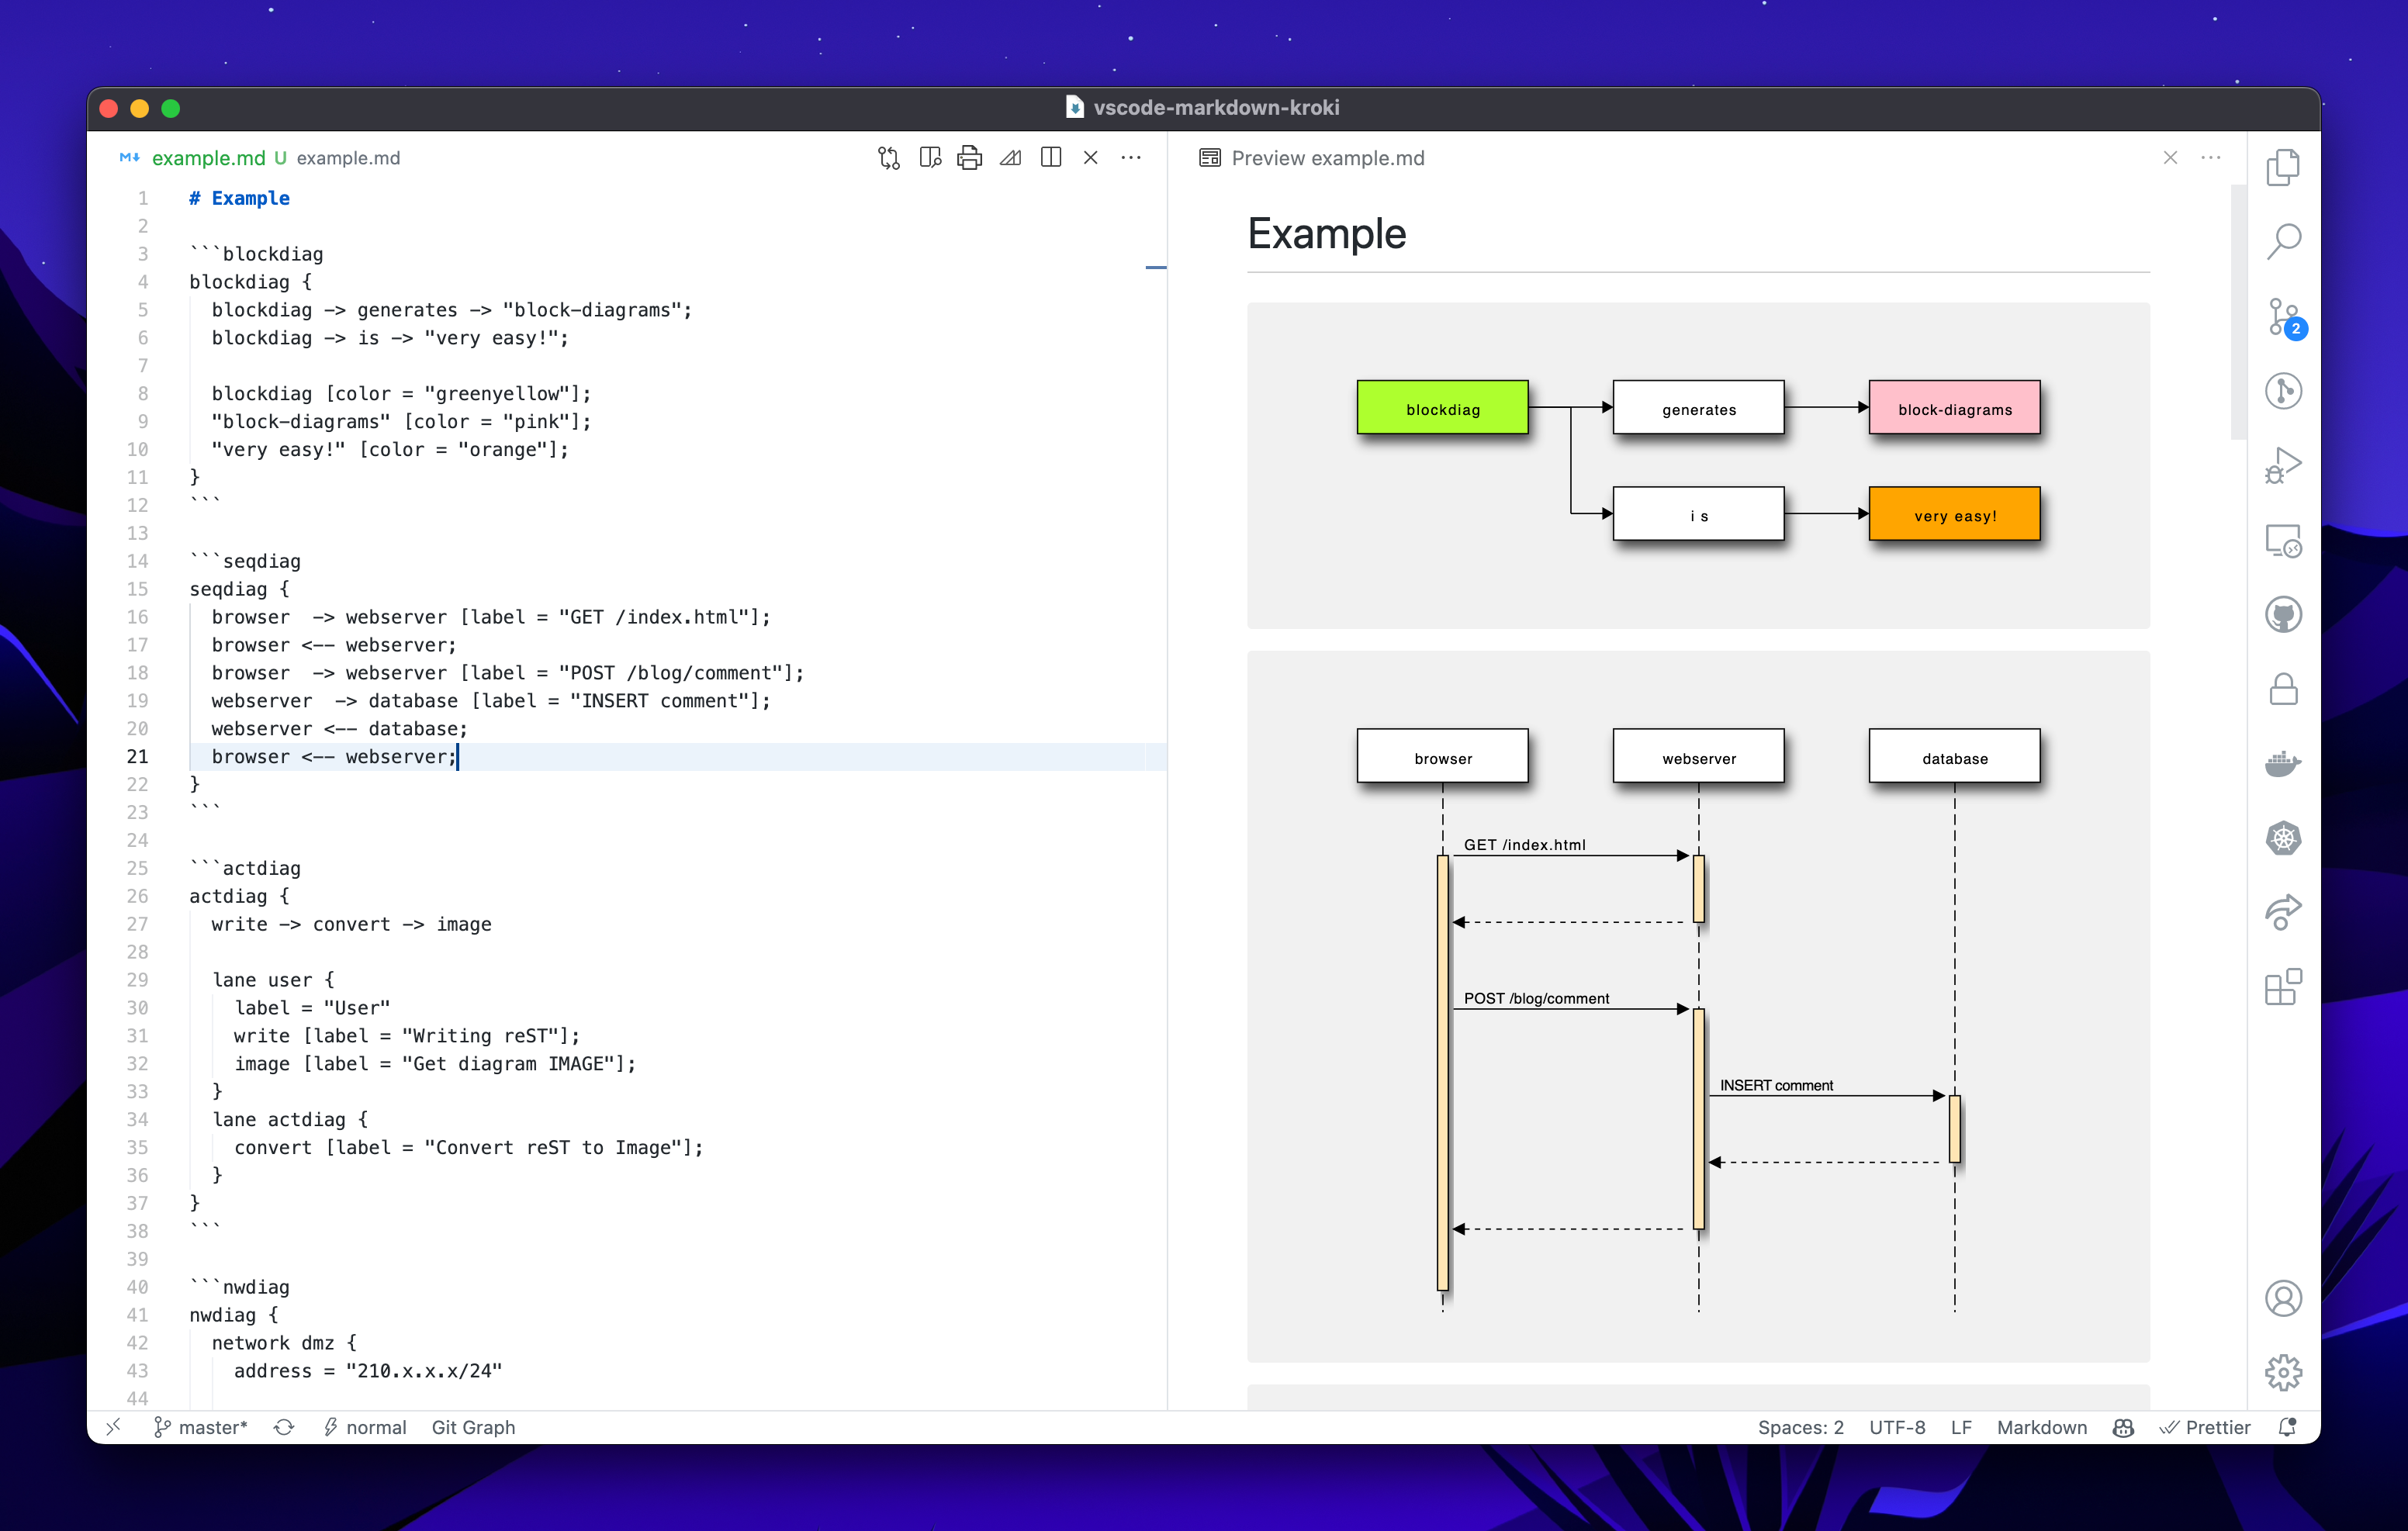 vscode-markdown-kroki
example.md U example.md
1 # Example
2
3 ```blockdiag
4 blockdiag {
5   blockdiag -> generates -> "block-diagrams";
6   blockdiag -> is -> "very easy!";
7
8   blockdiag [color = "greenyellow"];
9   "block-diagrams" [color = "pink"];
10   "very easy!" [color = "orange"];
11 }
12 ```
13
14 ```seqdiag
15 seqdiag {
16   browser  -> webserver [label = "GET /index.html"];
17   browser <-- webserver;
18   browser  -> webserver [label = "POST /blog/comment"];
19   webserver  -> database [label = "INSERT comment"];
20   webserver <-- database;
21   browser <-- webserver;
22 }
23 ```
24
25 ```actdiag
26 actdiag {
27   write -> convert -> image
28
29   lane user {
30     label = "User"
31     write [label = "Writing reST"];
32     image [label = "Get diagram IMAGE"];
33   }
34   lane actdiag {
35     convert [label = "Convert reST to Image"];
36   }
37 }
38 ```
39
40 ```nwdiag
41 nwdiag {
42   network dmz {
43     address = "210.x.x.x/24"
44
Preview example.md
Example
blockdiag generates block-diagrams
is very easy!
browser webserver database
GET /index.html
POST /blog/comment
INSERT comment
2
master* normal Git Graph
Spaces: 2 UTF-8 LF Markdown Prettier